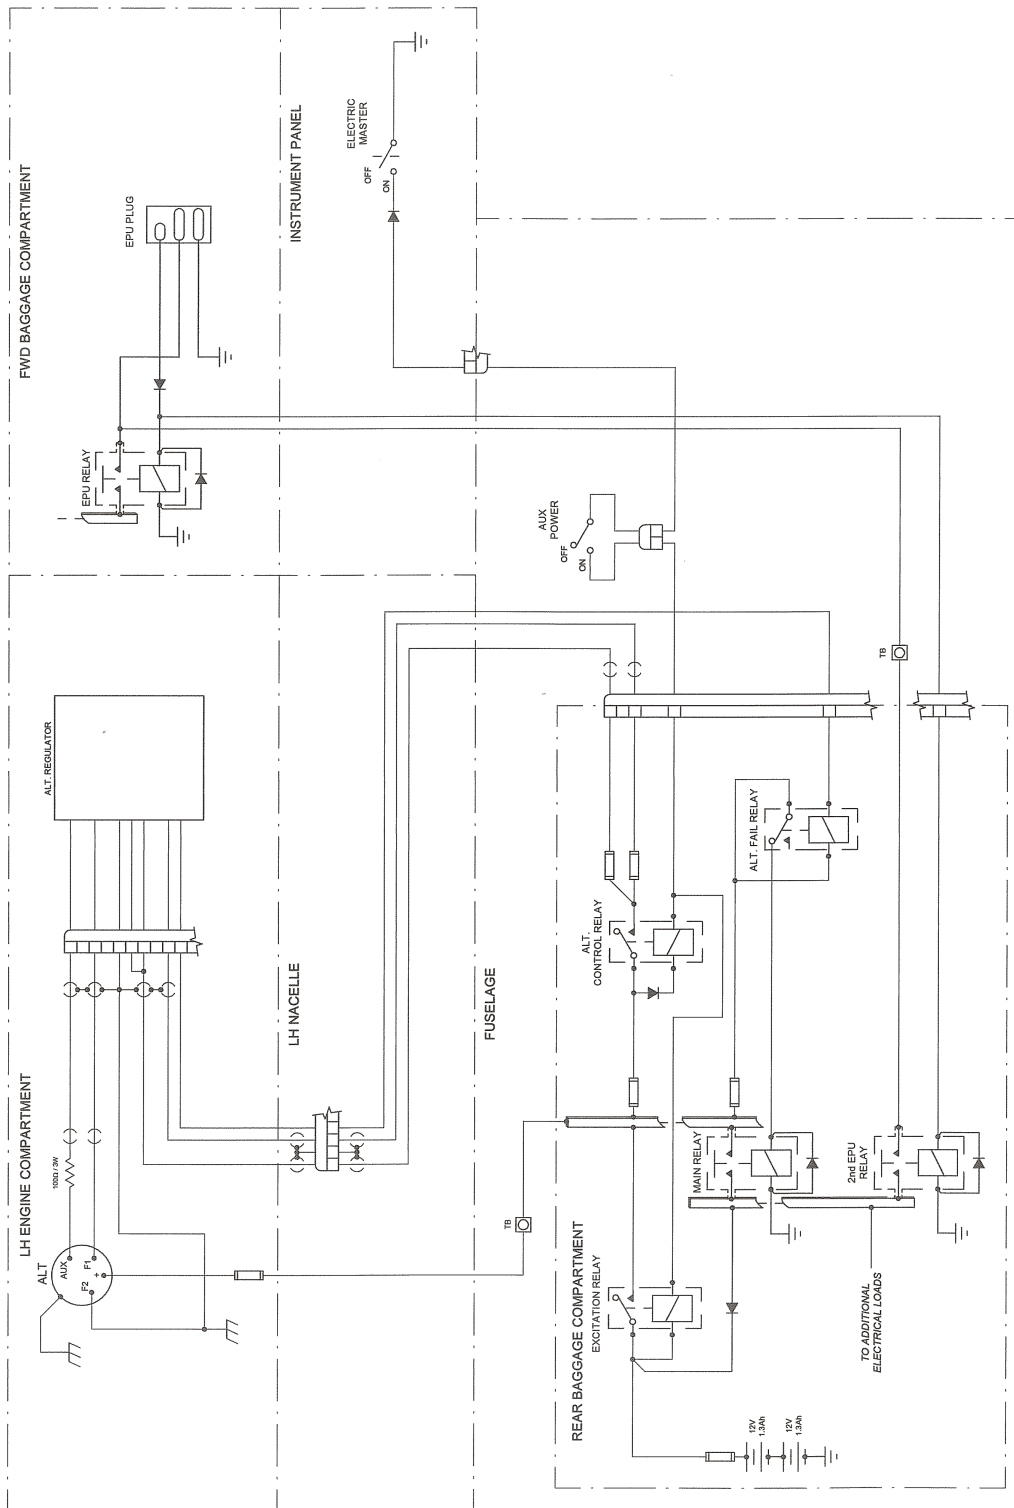 FWD BAGGAGE COMPARTMENT
EPU PLUG
EPU RELAY
INSTRUMENT PANEL
ELECTRIC
MASTER
OFF
ON
AUX
POWER
OFF
ON
TB
LH ENGINE COMPARTMENT
ALT. REGULATOR
100Ω / 3W
ALT
AUX
F1
+
F2
LH NACELLE
FUSELAGE
TB
REAR BAGGAGE COMPARTMENT
ALT.
CONTROL RELAY
ALT. FAIL RELAY
EXCITATION RELAY
MAIN RELAY
2nd EPU
RELAY
TO ADDITIONAL
ELECTRICAL LOADS
12V
1.3Ah
12V
1.3Ah